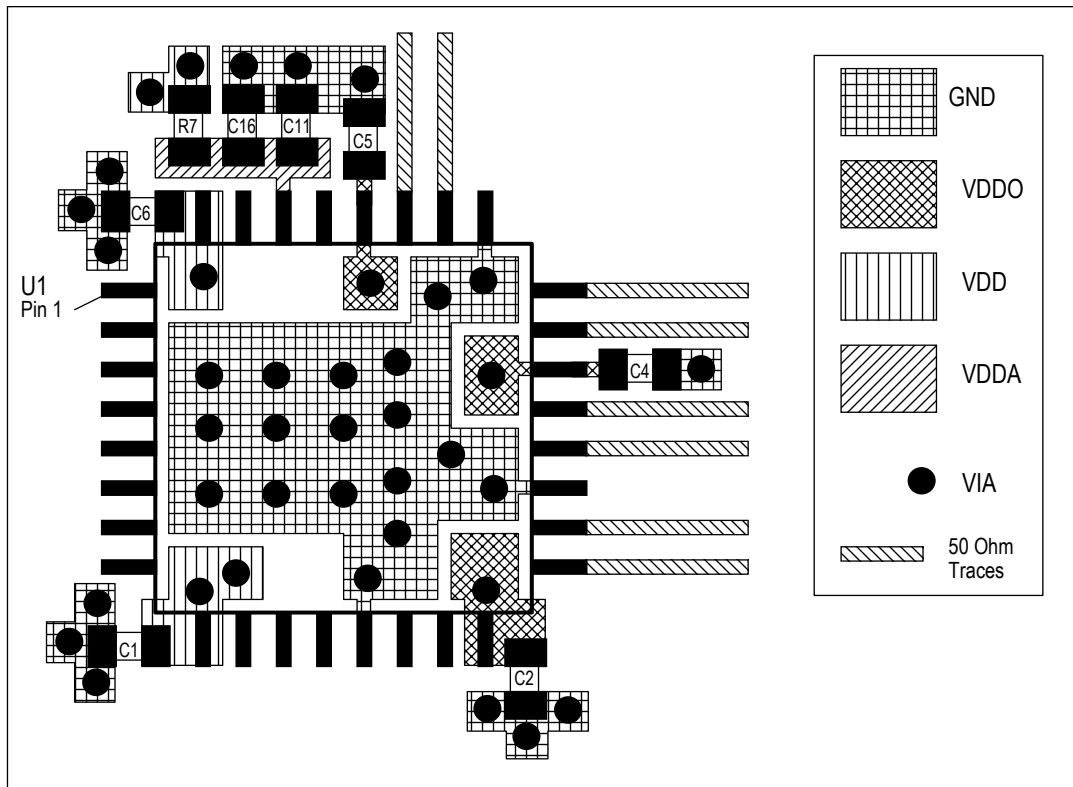 R7
C16
C11
C5
C6
U1
Pin 1
C4
C1
C2
GND
VDDO
VDD
VDDA
VIA
50 Ohm
Traces